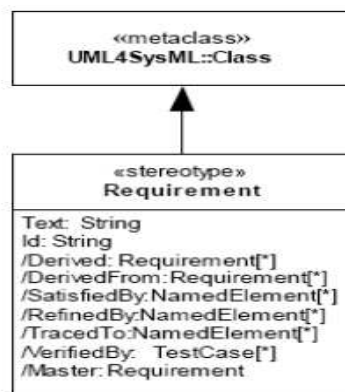 «metaclass»
UML4SysML::Class
«stereotype»
Requirement
Text: String
Id: String
/Derived: Requirement[*]
/DerivedFrom:Requirement[*]
/SatisfiedBy:NamedElement[*]
/RefinedBy:NamedElement[*]
/TracedTo:NamedElement[*]
/VerifiedBy: TestCase[*]
/Master: Requirement